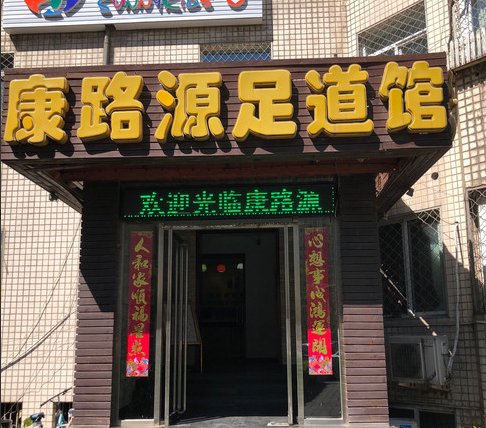 康路源足道馆
欢迎光临康路源
心想事成鸿运开
人和家顺福星照